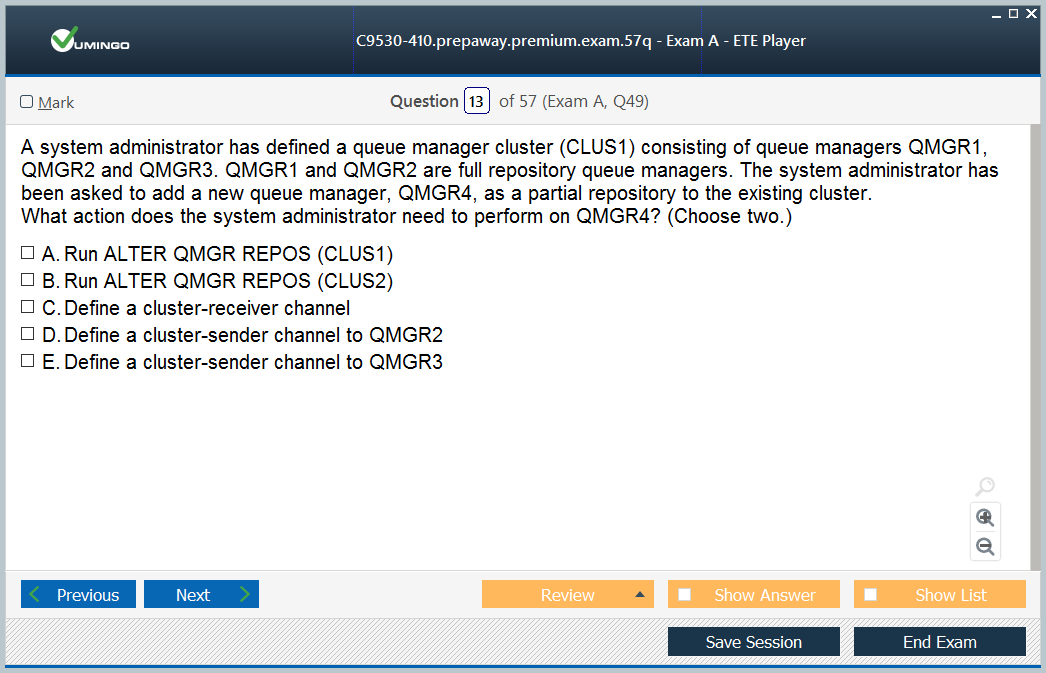 VUMINGO
C9530-410.prepaway.premium.exam.57q - Exam A - ETE Player
Mark
Question 13 of 57 (Exam A, Q49)
A system administrator has defined a queue manager cluster (CLUS1) consisting of queue managers QMGR1,
QMGR2 and QMGR3. QMGR1 and QMGR2 are full repository queue managers. The system administrator has
been asked to add a new queue manager, QMGR4, as a partial repository to the existing cluster.
What action does the system administrator need to perform on QMGR4? (Choose two.)
A. Run ALTER QMGR REPOS (CLUS1)
B. Run ALTER QMGR REPOS (CLUS2)
C. Define a cluster-receiver channel
D. Define a cluster-sender channel to QMGR2
E. Define a cluster-sender channel to QMGR3
Previous Next Review Show Answer Show List
Save Session End Exam